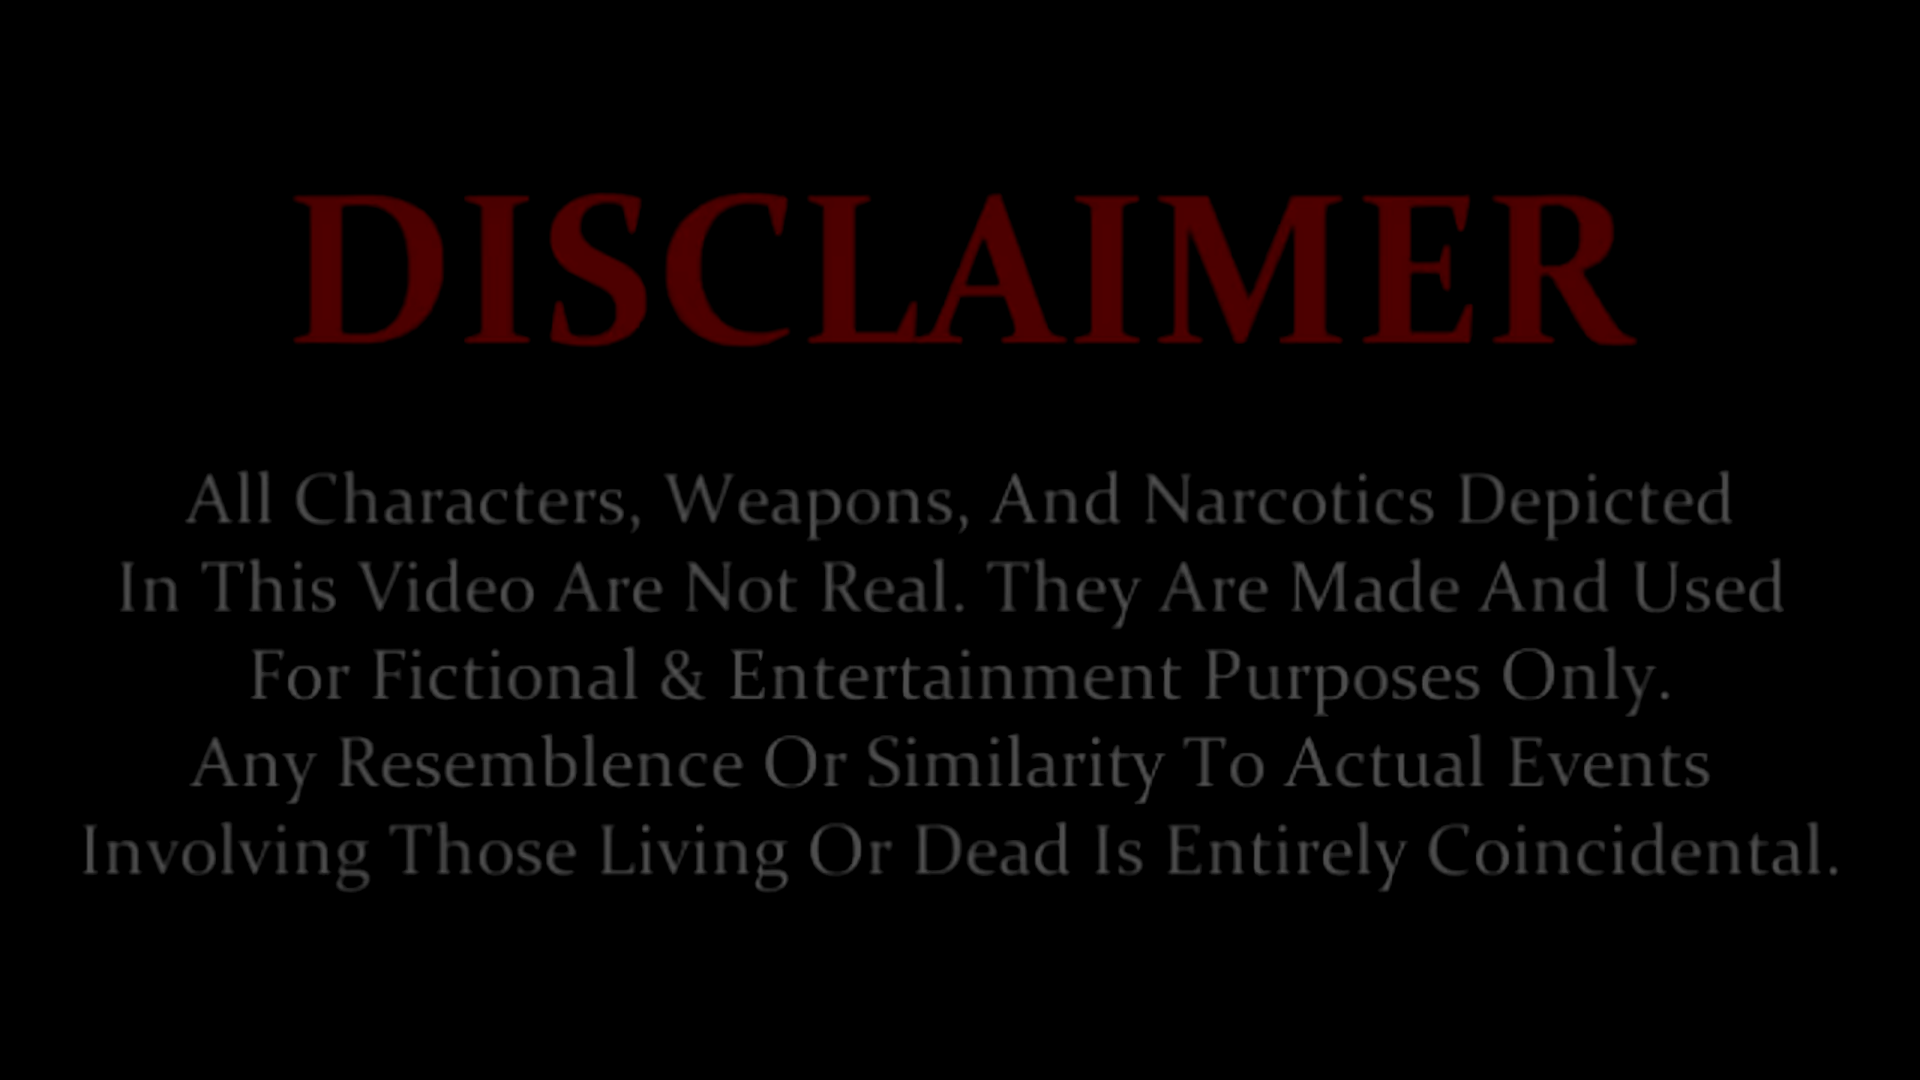 DISCLAIMER
All Characters, Weapons, And Narcotics Depicted
In This Video Are Not Real. They Are Made And Used
For Fictional & Entertainment Purposes Only.
Any Resemblence Or Similarity To Actual Events
Involving Those Living Or Dead Is Entirely Coincidental.